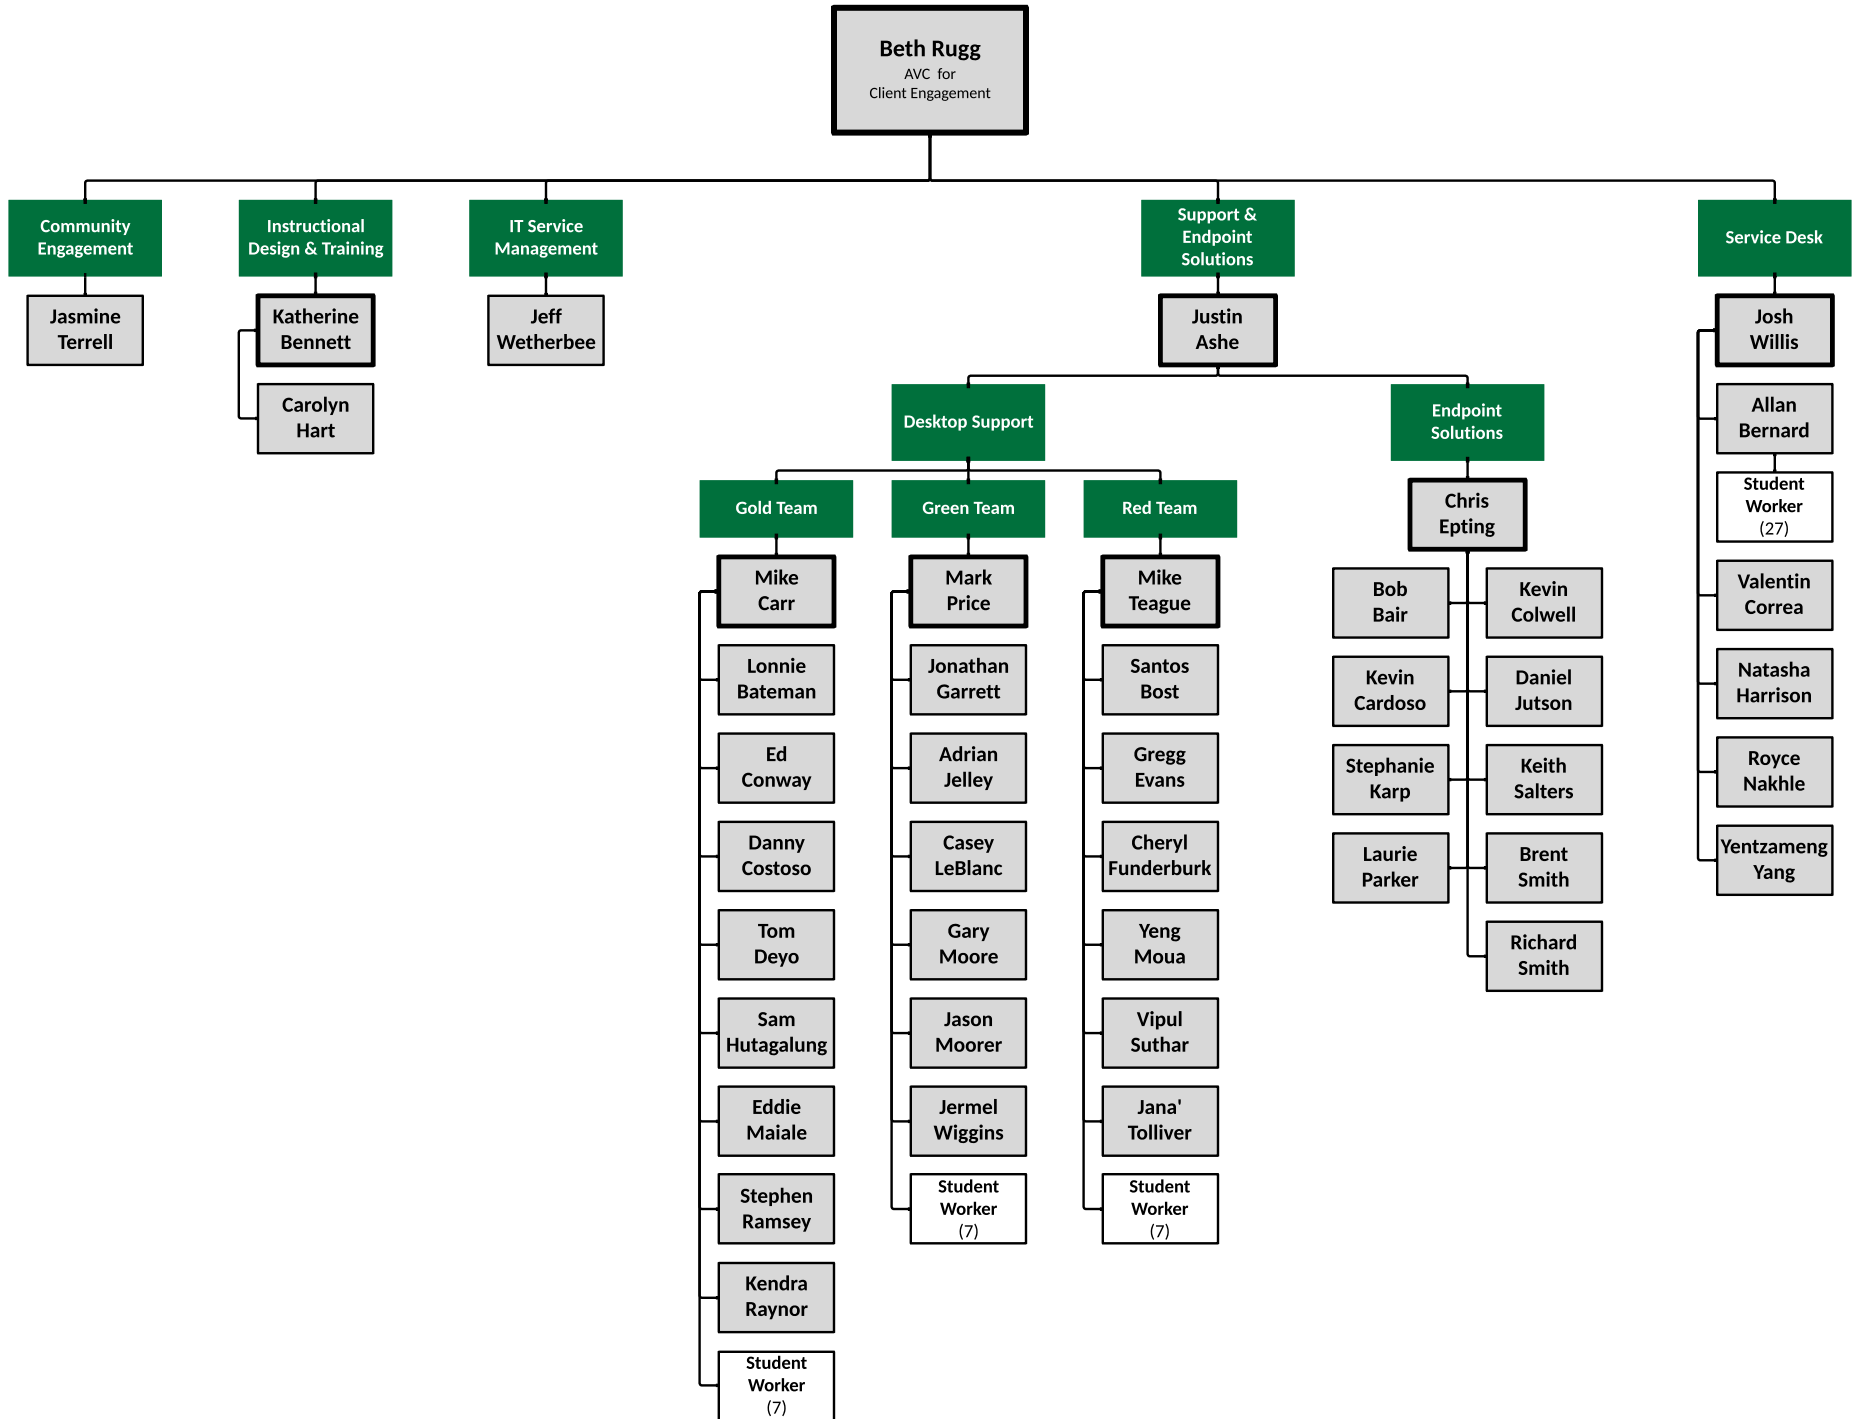 Beth Rugg
AVC for
Client Engagement
Community
Engagement
Jasmine
Terrell
Instructional
Design & Training
Katherine
Bennett
Carolyn
Hart
IT Service
Management
Jeff
Wetherbee
Support &
Endpoint
Solutions
Justin
Ashe
Desktop Support
Gold Team
Mike
Carr
Lonnie
Bateman
Ed
Conway
Danny
Costoso
Tom
Deyo
Sam
Hutagalung
Eddie
Maiale
Stephen
Ramsey
Kendra
Raynor
Student
Worker
(7)
Green Team
Mark
Price
Jonathan
Garrett
Adrian
Jelley
Casey
LeBlanc
Gary
Moore
Jason
Moorer
Jermel
Wiggins
Student
Worker
(7)
Red Team
Mike
Teague
Santos
Bost
Gregg
Evans
Cheryl
Funderburk
Yeng
Moua
Vipul
Suthar
Jana'
Tolliver
Student
Worker
(7)
Endpoint
Solutions
Chris
Epting
Bob
Bair
Kevin
Colwell
Kevin
Cardoso
Daniel
Jutson
Stephanie
Karp
Keith
Salters
Laurie
Parker
Brent
Smith
Richard
Smith
Service Desk
Josh
Willis
Allan
Bernard
Student
Worker
(27)
Valentin
Correa
Natasha
Harrison
Royce
Nakhle
Yentzameng
Yang